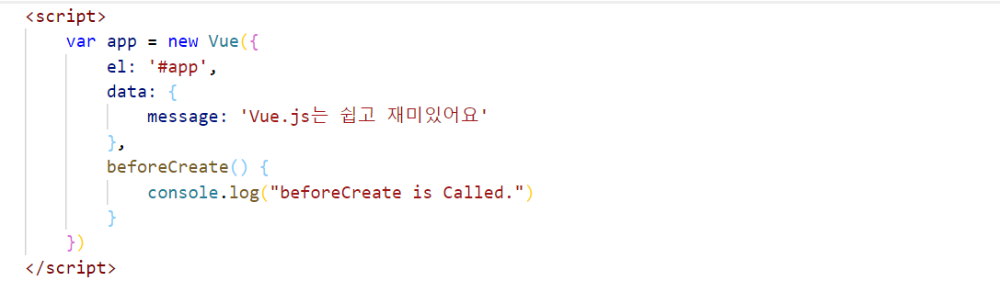 <script>
var app = new Vue({
el: '#app',
data: {
message: 'Vue.js는 쉽고 재미있어요'
},
beforeCreate() {
console.log("beforeCreate is Called.")
}
})
</script>